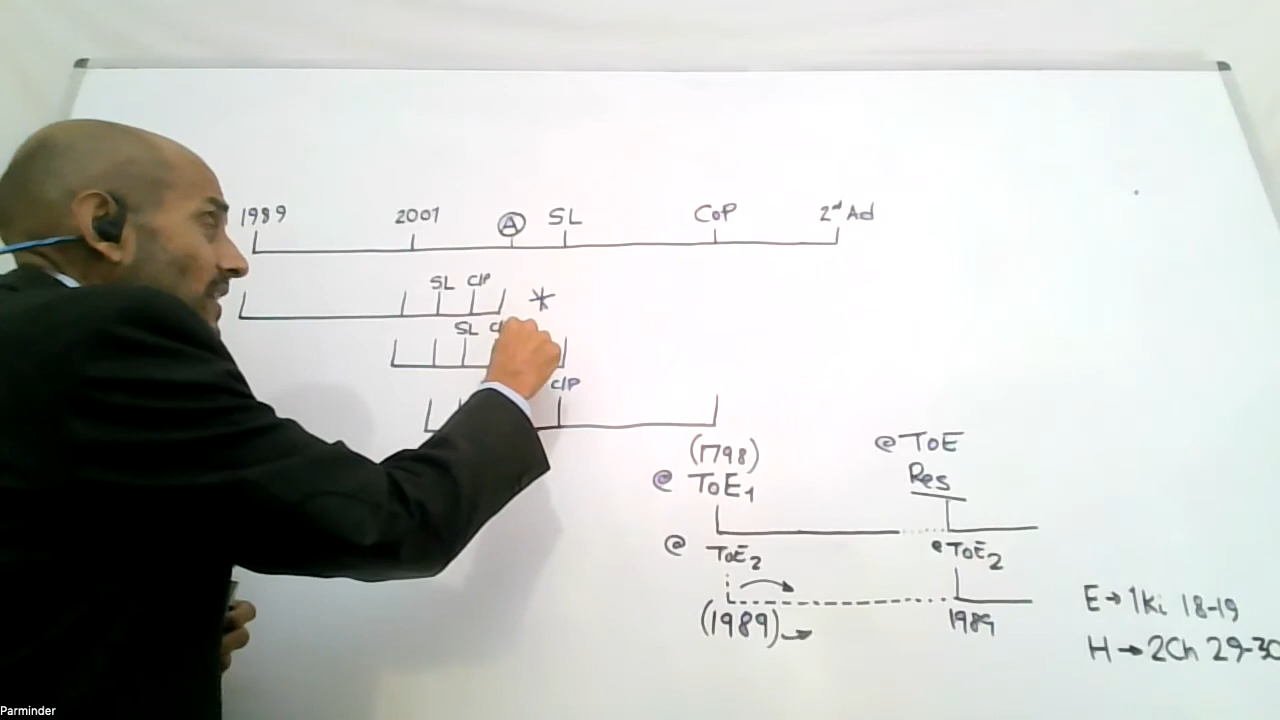 1989 2001 Ⓐ SL CoP 2nd Ad
SL C/P *
SL
C/P
(1798)
@ ToE1
@ ToE
Res
@ ToE2
@ ToE2
(1989)
1989
E→1Ki 18-19
H→2Ch 29-30
Parminder